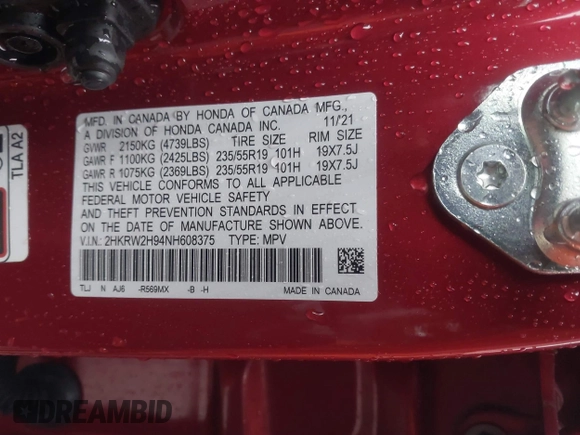 MFD. IN CANADA BY HONDA OF CANADA MFG.,
A DIVISION OF HONDA CANADA INC. 11/21
GVWR 2150KG (4739LBS) TIRE SIZE RIM SIZE
GAWR F 1100KG (2425LBS) 235/55R19 101H 19X7.5J
GAWR R 1075KG (2369LBS) 235/55R19 101H 19X7.5J
THIS VEHICLE CONFORMS TO ALL APPLICABLE
FEDERAL MOTOR VEHICLE SAFETY
AND THEFT PREVENTION STANDARDS IN EFFECT
ON THE DATE OF MANUFACTURE SHOWN ABOVE.
V.I.N.: 2HKRW2H94NH608375 TYPE: MPV
TLJ N AJ6 -R569MX -B -H MADE IN CANADA
TLA A2
DREAMBID